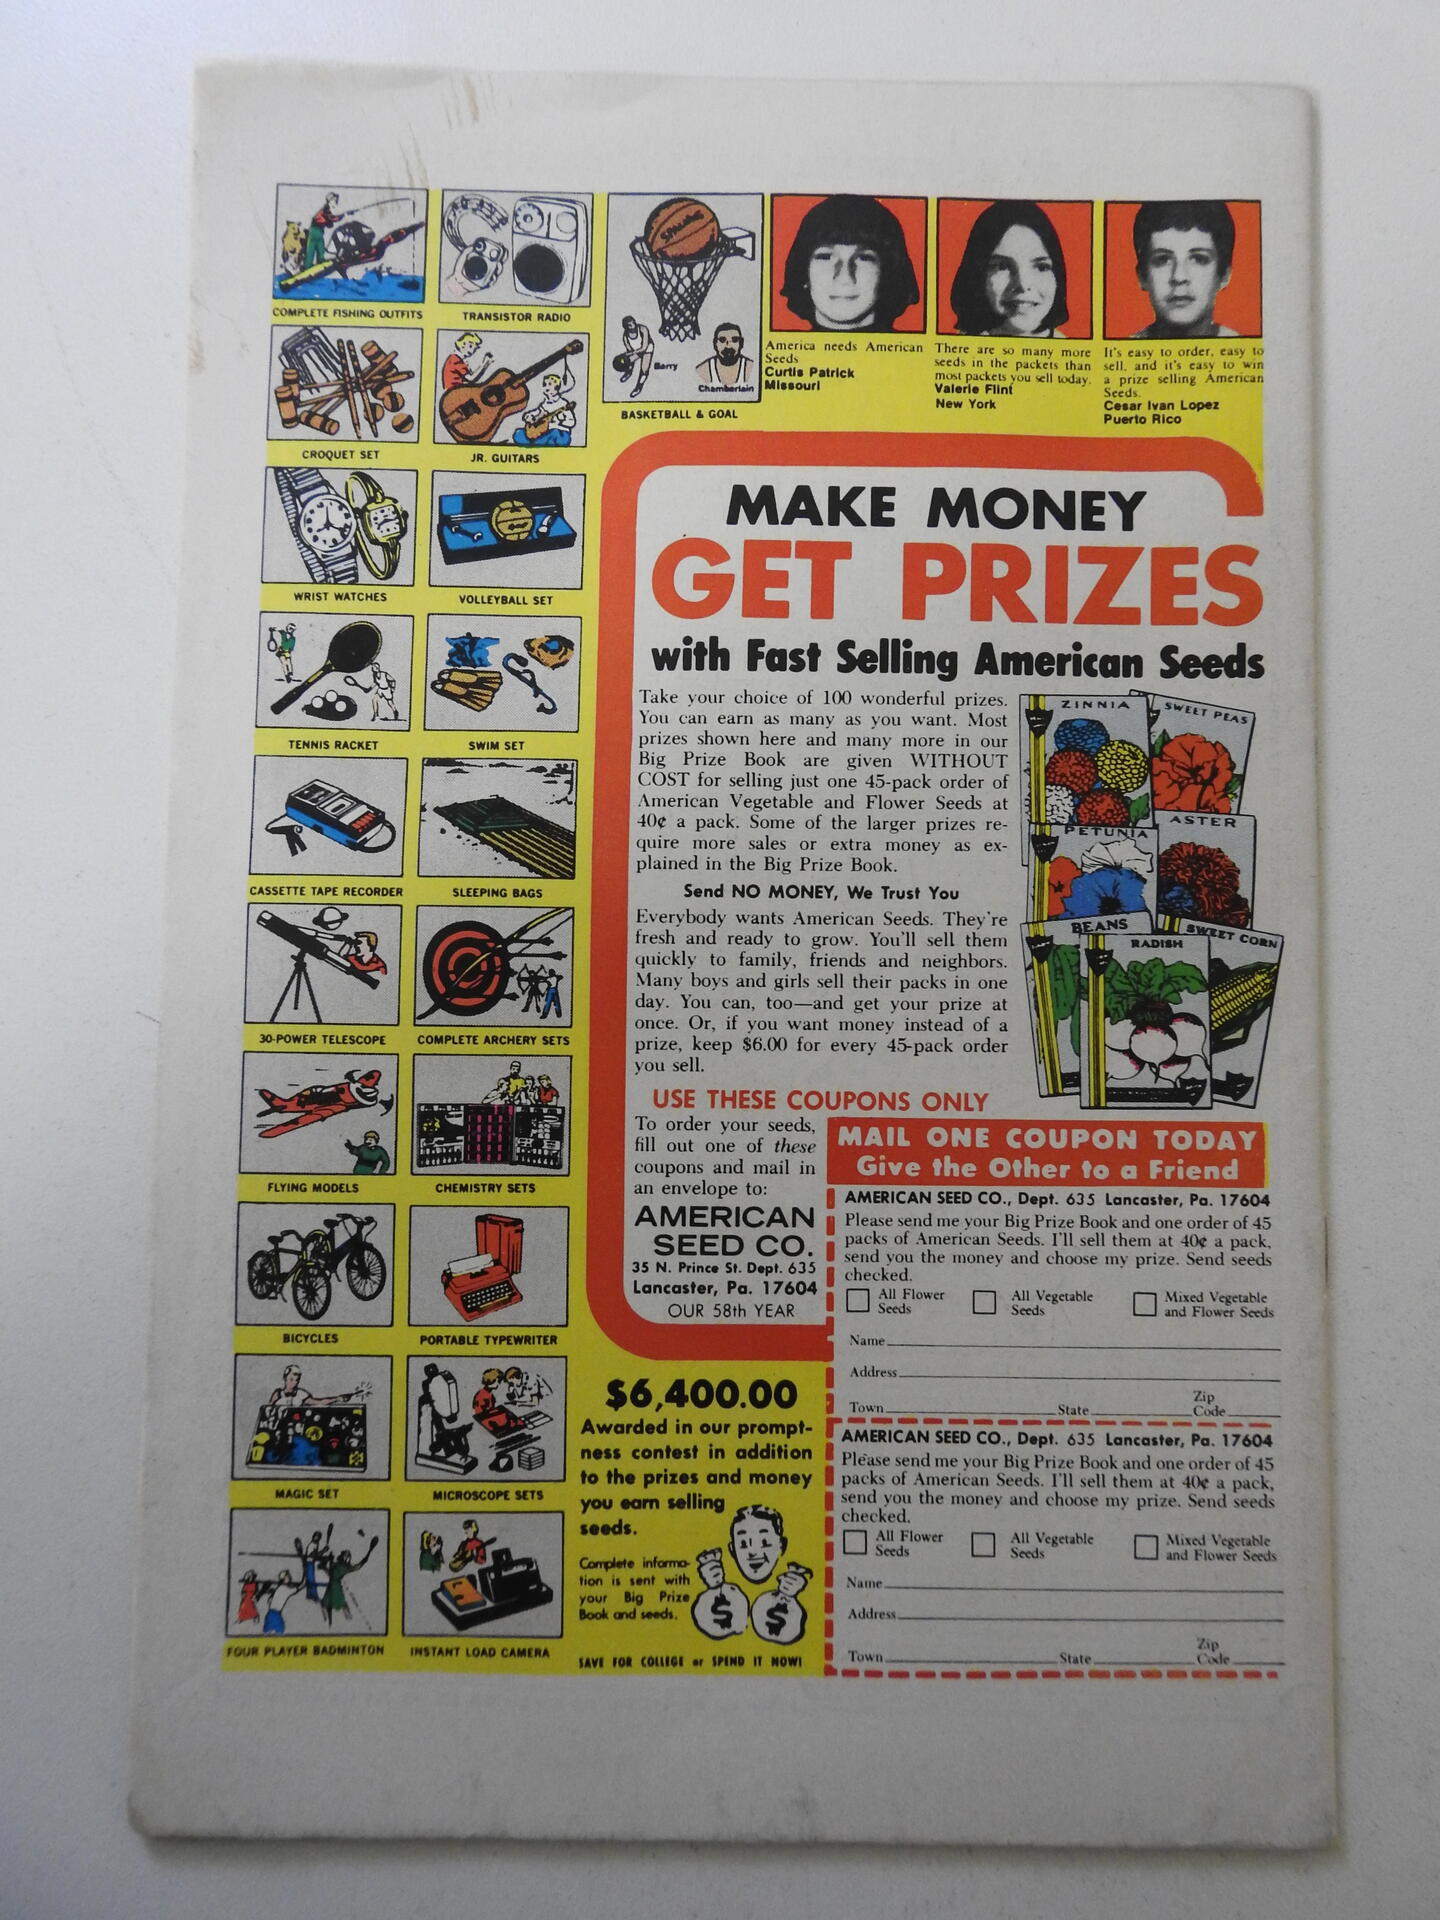 COMPLETE FISHING OUTFITS
TRANSISTOR RADIO
CROQUET SET
JR. GUITARS
WRIST WATCHES
VOLLEYBALL SET
TENNIS RACKET
SWIM SET
CASSETTE TAPE RECORDER
SLEEPING BAGS
30-POWER TELESCOPE
COMPLETE ARCHERY SETS
FLYING MODELS
CHEMISTRY SETS
BICYCLES
PORTABLE TYPEWRITER
MAGIC SET
MICROSCOPE SETS
FOUR PLAYER BADMINTON
INSTANT LOAD CAMERA
SPALDING
Barry
Chamberlain
BASKETBALL & GOAL
America needs American
Seeds
Curtis Patrick
Missouri
There are so many more
seeds in the packets than
most packets you sell today.
Valerie Flint
New York
It's easy to order, easy to
sell, and it's easy to win
a prize selling American
Seeds.
Cesar Ivan Lopez
Puerto Rico
MAKE MONEY
GET PRIZES
with Fast Selling American Seeds
Take your choice of 100 wonderful prizes.
You can earn as many as you want. Most
prizes shown here and many more in our
Big Prize Book are given WITHOUT
COST for selling just one 45-pack order of
American Vegetable and Flower Seeds at
40¢ a pack. Some of the larger prizes re-
quire more sales or extra money as ex-
plained in the Big Prize Book.
Send NO MONEY, We Trust You
Everybody wants American Seeds. They're
fresh and ready to grow. You'll sell them
quickly to family, friends and neighbors.
Many boys and girls sell their packs in one
day. You can, too—and get your prize at
once. Or, if you want money instead of a
prize, keep $6.00 for every 45-pack order
you sell.
ZINNIA
SWEET PEAS
PETUNIA
ASTER
BEANS
RADISH
SWEET CORN
USE THESE COUPONS ONLY
To order your seeds,
fill out one of these
coupons and mail in
an envelope to:
AMERICAN
SEED CO.
35 N. Prince St. Dept. 635
Lancaster, Pa. 17604
OUR 58th YEAR
MAIL ONE COUPON TODAY
Give the Other to a Friend
AMERICAN SEED CO., Dept. 635 Lancaster, Pa. 17604
Please send me your Big Prize Book and one order of 45
packs of American Seeds. I'll sell them at 40¢ a pack,
send you the money and choose my prize. Send seeds
checked.
All Flower
Seeds
All Vegetable
Seeds
Mixed Vegetable
and Flower Seeds
Name
Address
Town State Zip
Code
AMERICAN SEED CO., Dept. 635 Lancaster, Pa. 17604
Please send me your Big Prize Book and one order of 45
packs of American Seeds. I'll sell them at 40¢ a pack,
send you the money and choose my prize. Send seeds
checked.
All Flower
Seeds
All Vegetable
Seeds
Mixed Vegetable
and Flower Seeds
Name
Address
Town State Zip
Code
$6,400.00
Awarded in our prompt-
ness contest in addition
to the prizes and money
you earn selling
seeds.
Complete informa-
tion is sent with
your Big Prize
Book and seeds.
$ $
SAVE FOR COLLEGE or SPEND IT NOW!